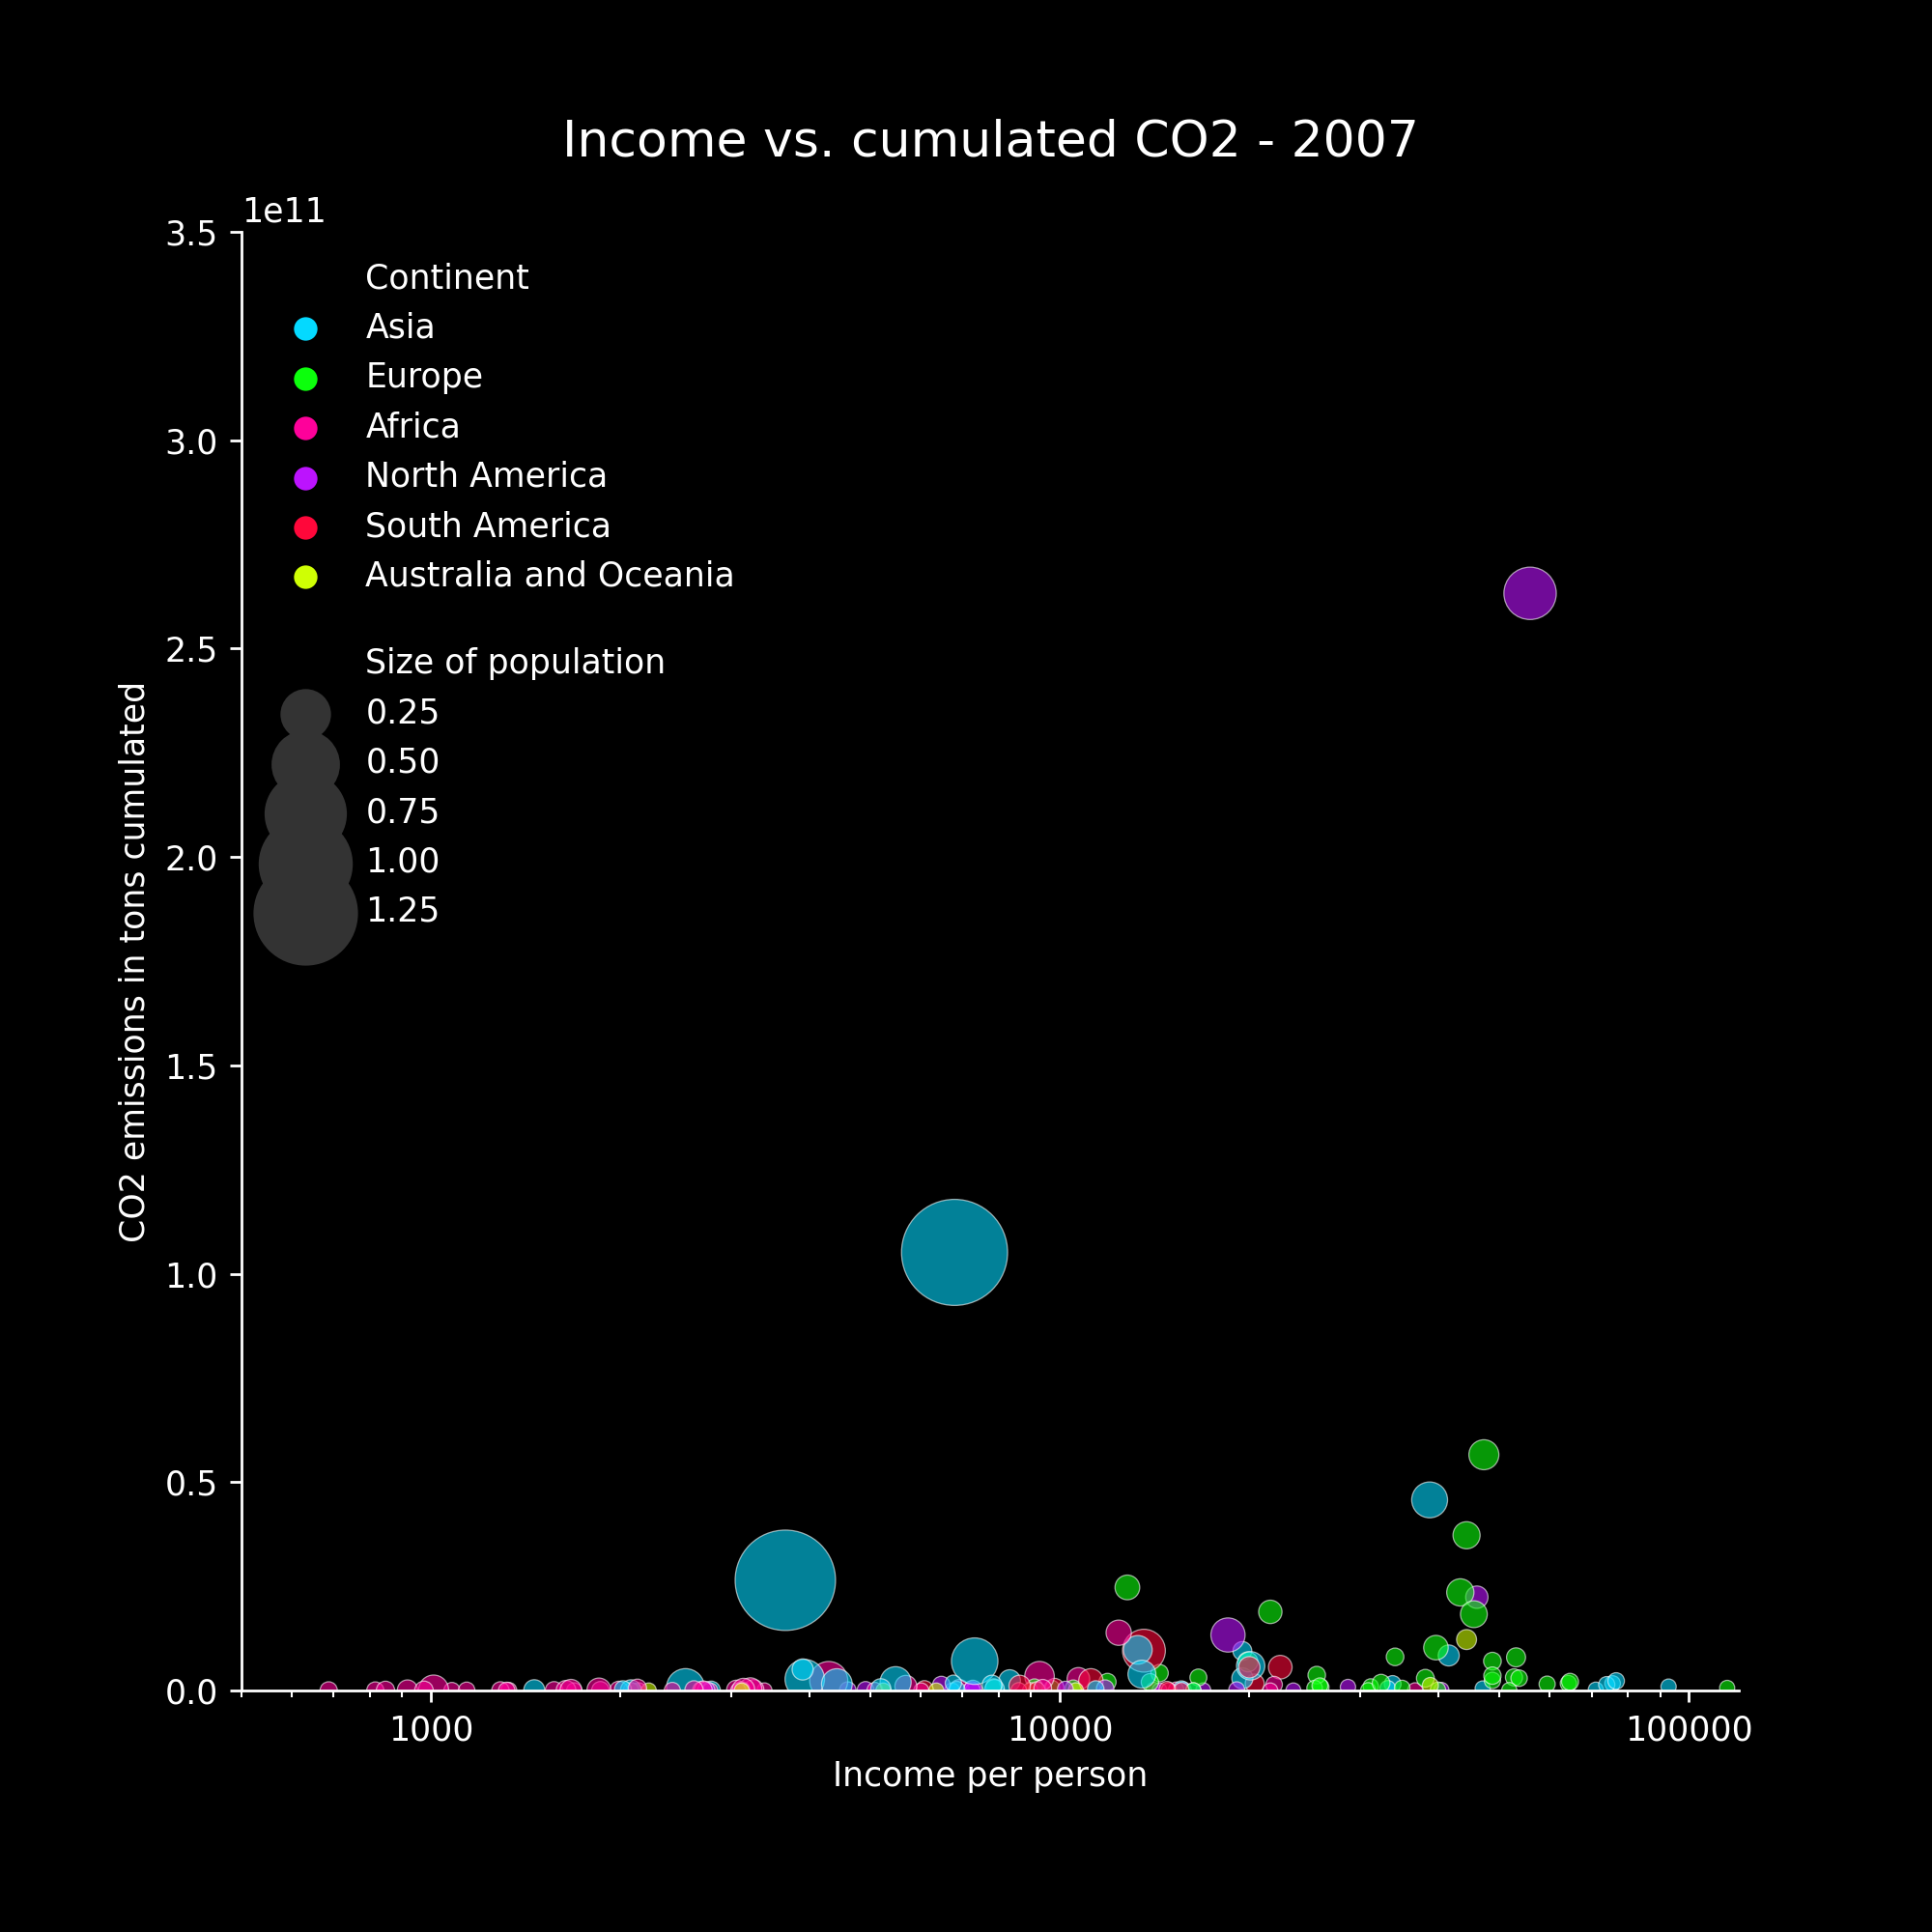 Income vs. cumulated CO2 - 2007
1e11
3.5
3.0
2.5
2.0
1.5
1.0
0.5
0.0
CO2 emissions in tons cumulated
Continent
Asia
Europe
Africa
North America
South America
Australia and Oceania
Size of population
0.25
0.50
0.75
1.00
1.25
1000
10000
100000
Income per person